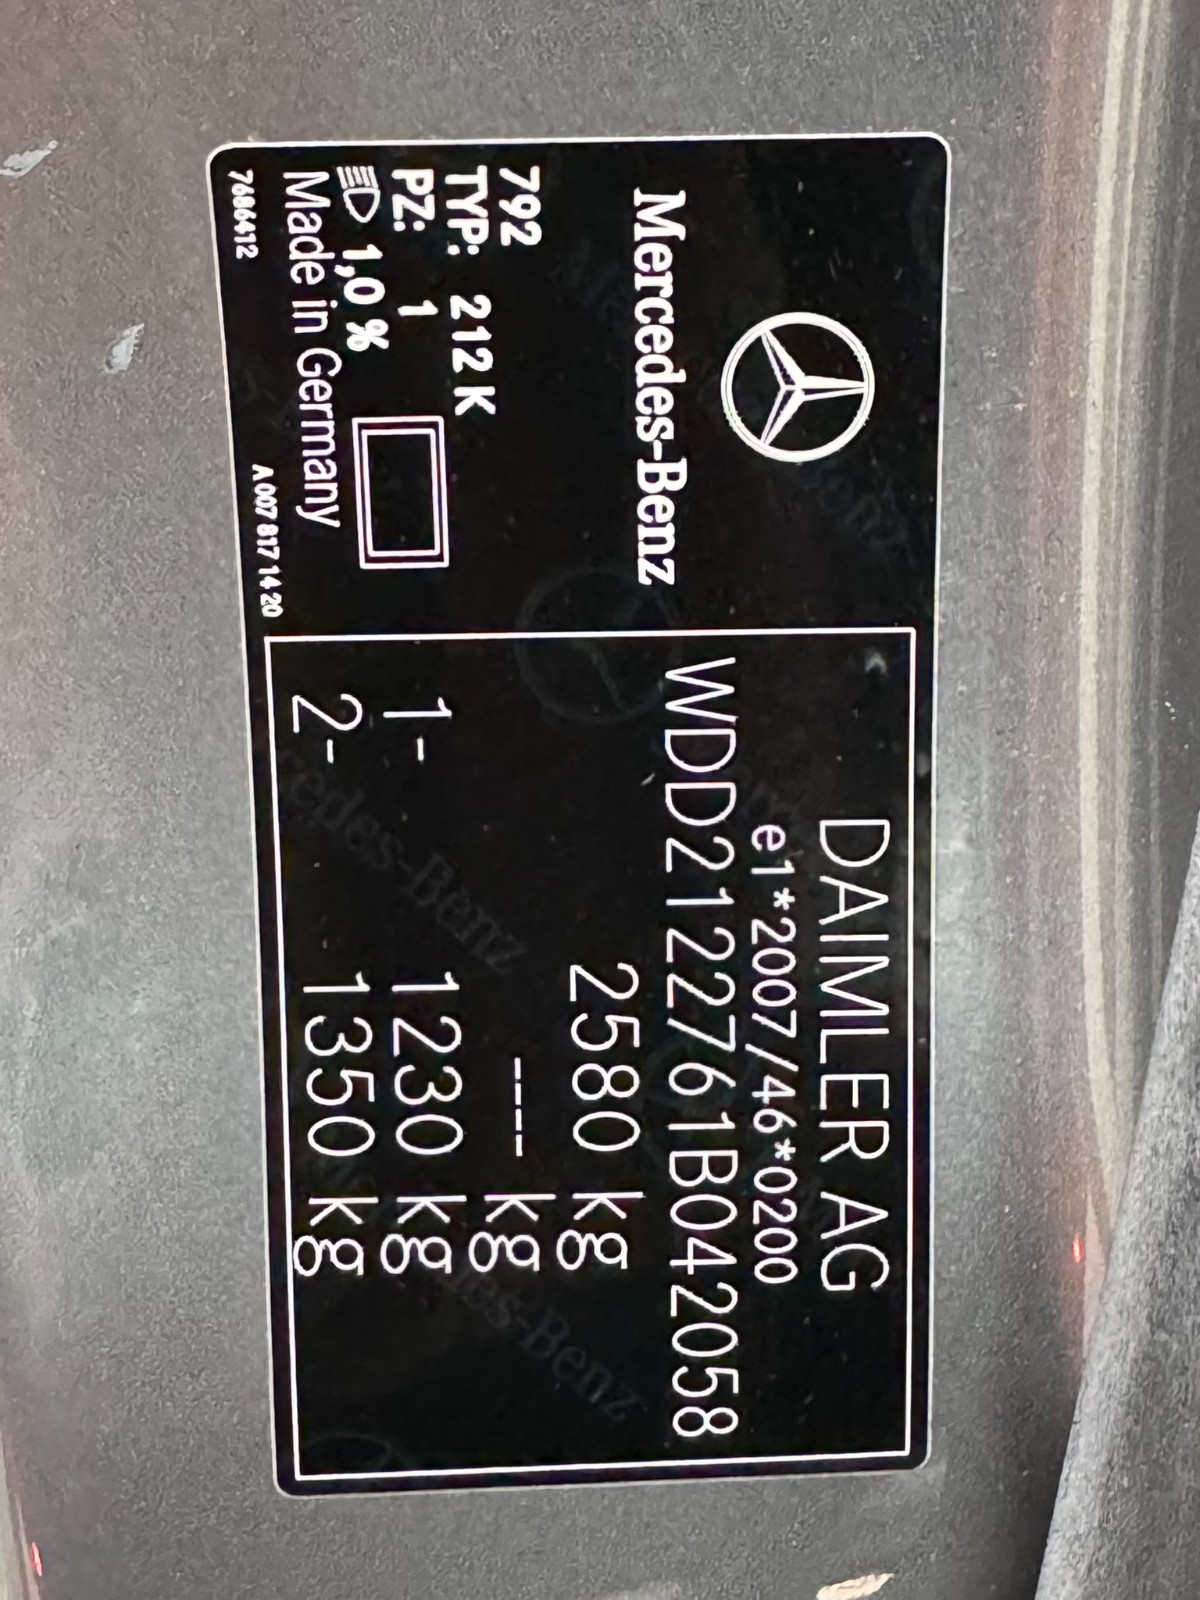 Mercedes-Benz
792
TYP: 212 K
PZ: 1
1,0 %
Made in Germany
7686412
A 007 817 14 20
DAIMLER AG
e1*2007/46*0200
WDD2122761B042058
2580 kg
---- kg
1- 1230 kg
2- 1350 kg